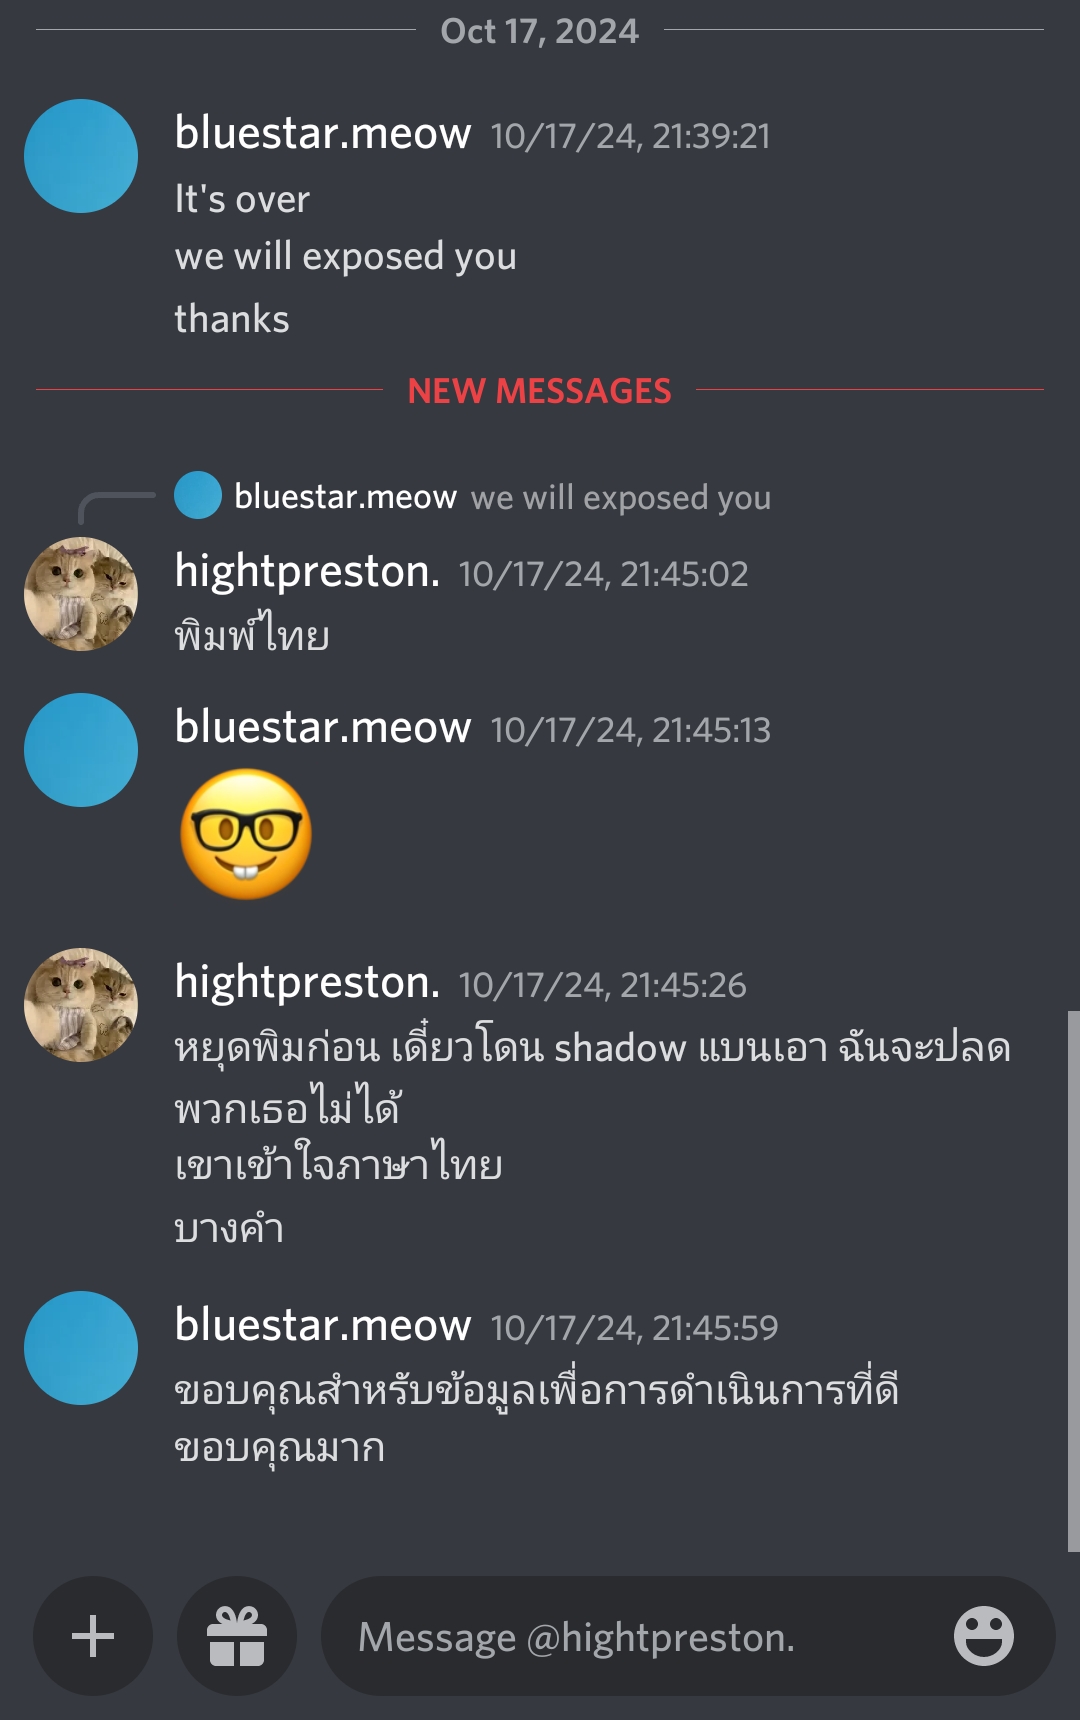 Oct 17, 2024
bluestar.meow 10/17/24, 21:39:21
It's over
we will exposed you
thanks
NEW MESSAGES
bluestar.meow we will exposed you
hightpreston. 10/17/24, 21:45:02
พิมพ์ไทย
bluestar.meow 10/17/24, 21:45:13
hightpreston. 10/17/24, 21:45:26
หยุดพิมก่อน เดี๋ยวโดน shadow แบนเอา ฉันจะปลด
พวกเธอไม่ได้
เขาเข้าใจภาษาไทย
บางคำ
bluestar.meow 10/17/24, 21:45:59
ขอบคุณสำหรับข้อมูลเพื่อการดำเนินการที่ดี
ขอบคุณมาก
Message @hightpreston.